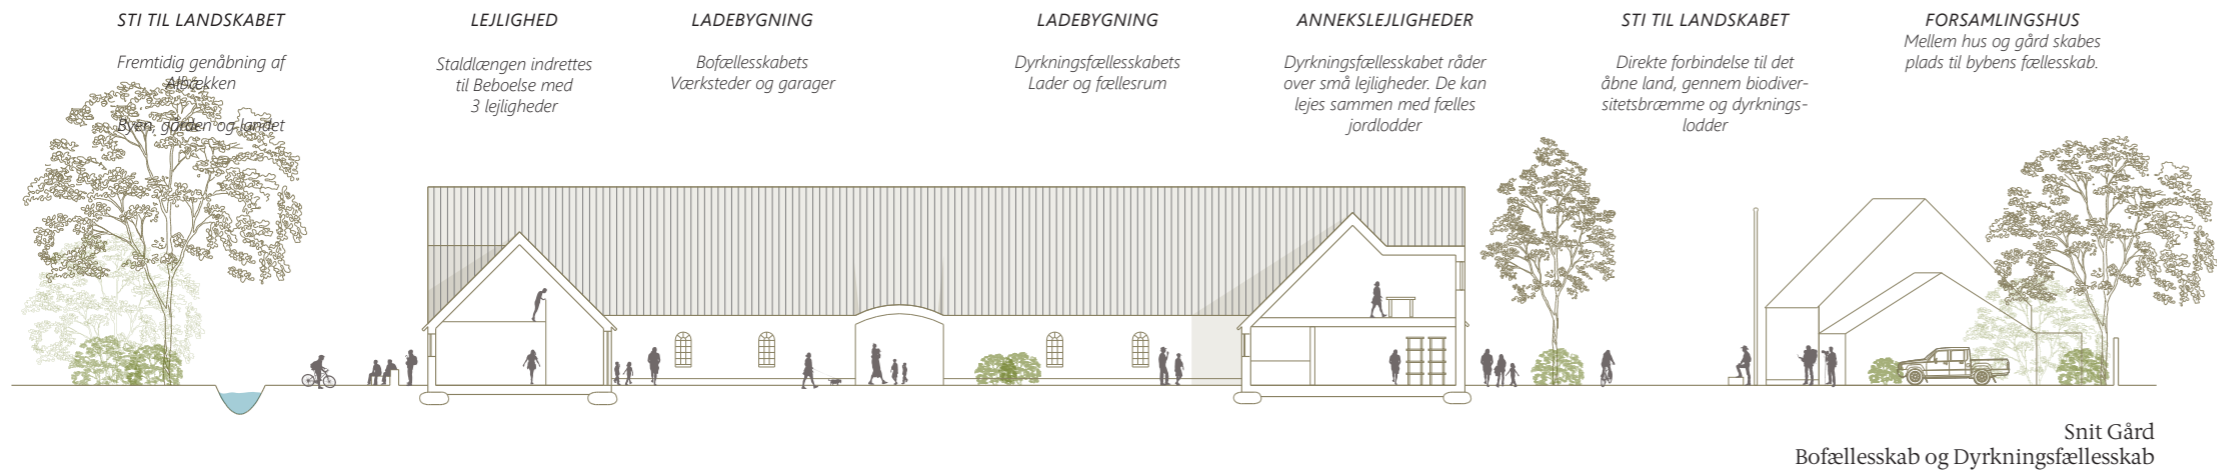 STI TIL LANDSKABET
Fremtidig genåbning af
Albækken
Byen, gården og landet
LEJLIGHED
Staldlængen indrettes
til Beboelse med
3 lejligheder
LADEBYGNING
Bofællesskabets
Værksteder og garager
LADEBYGNING
Dyrkningsfællesskabets
Lader og fællesrum
ANNEKSLEJLIGHEDER
Dyrkningsfællesskabet råder
over små lejligheder. De kan
lejes sammen med fælles
jordlodder
STI TIL LANDSKABET
Direkte forbindelse til det
åbne land, gennem biodiver-
sitetsbræmme og dyrknings-
lodder
FORSAMLINGSHUS
Mellem hus og gård skabes
plads til bybens fællesskab.
Snit Gård
Bofællesskab og Dyrkningsfællesskab